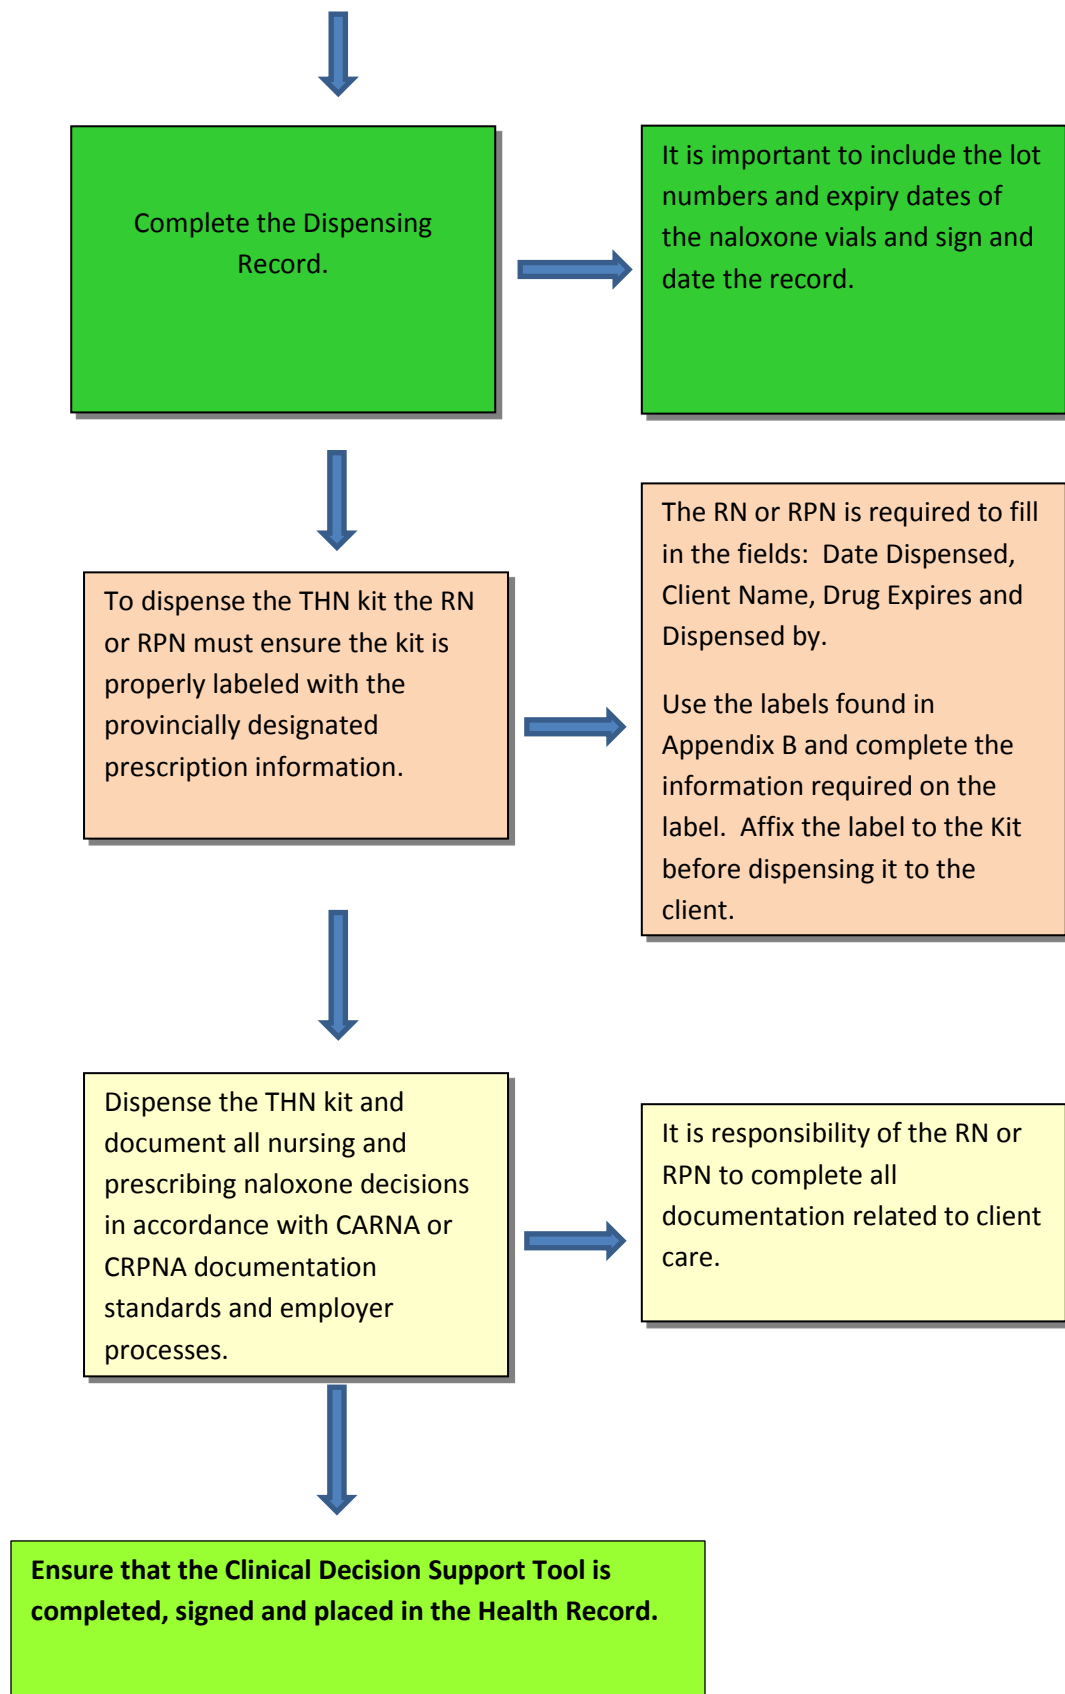 Complete the Dispensing
Record.
It is important to include the lot
numbers and expiry dates of
the naloxone vials and sign and
date the record.
To dispense the THN kit the RN
or RPN must ensure the kit is
properly labeled with the
provincially designated
prescription information.
The RN or RPN is required to fill
in the fields:  Date Dispensed,
Client Name, Drug Expires and
Dispensed by.
Use the labels found in
Appendix B and complete the
information required on the
label.  Affix the label to the Kit
before dispensing it to the
client.
Dispense the THN kit and
document all nursing and
prescribing naloxone decisions
in accordance with CARNA or
CRPNA documentation
standards and employer
processes.
It is responsibility of the RN or
RPN to complete all
documentation related to client
care.
Ensure that the Clinical Decision Support Tool is
completed, signed and placed in the Health Record.